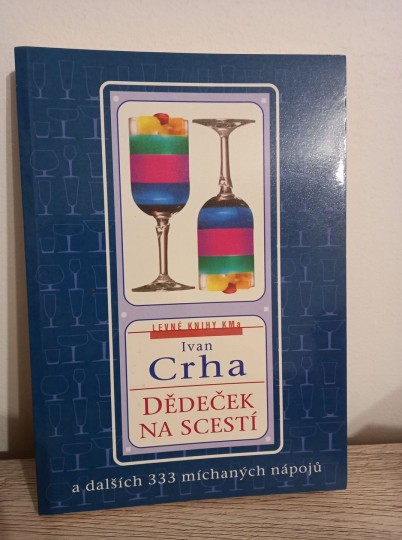 LEVNÉ KNIHY KMa
Ivan
Crha
DĚDEČEK
NA SCESTÍ
a dalších 333 míchaných nápojů